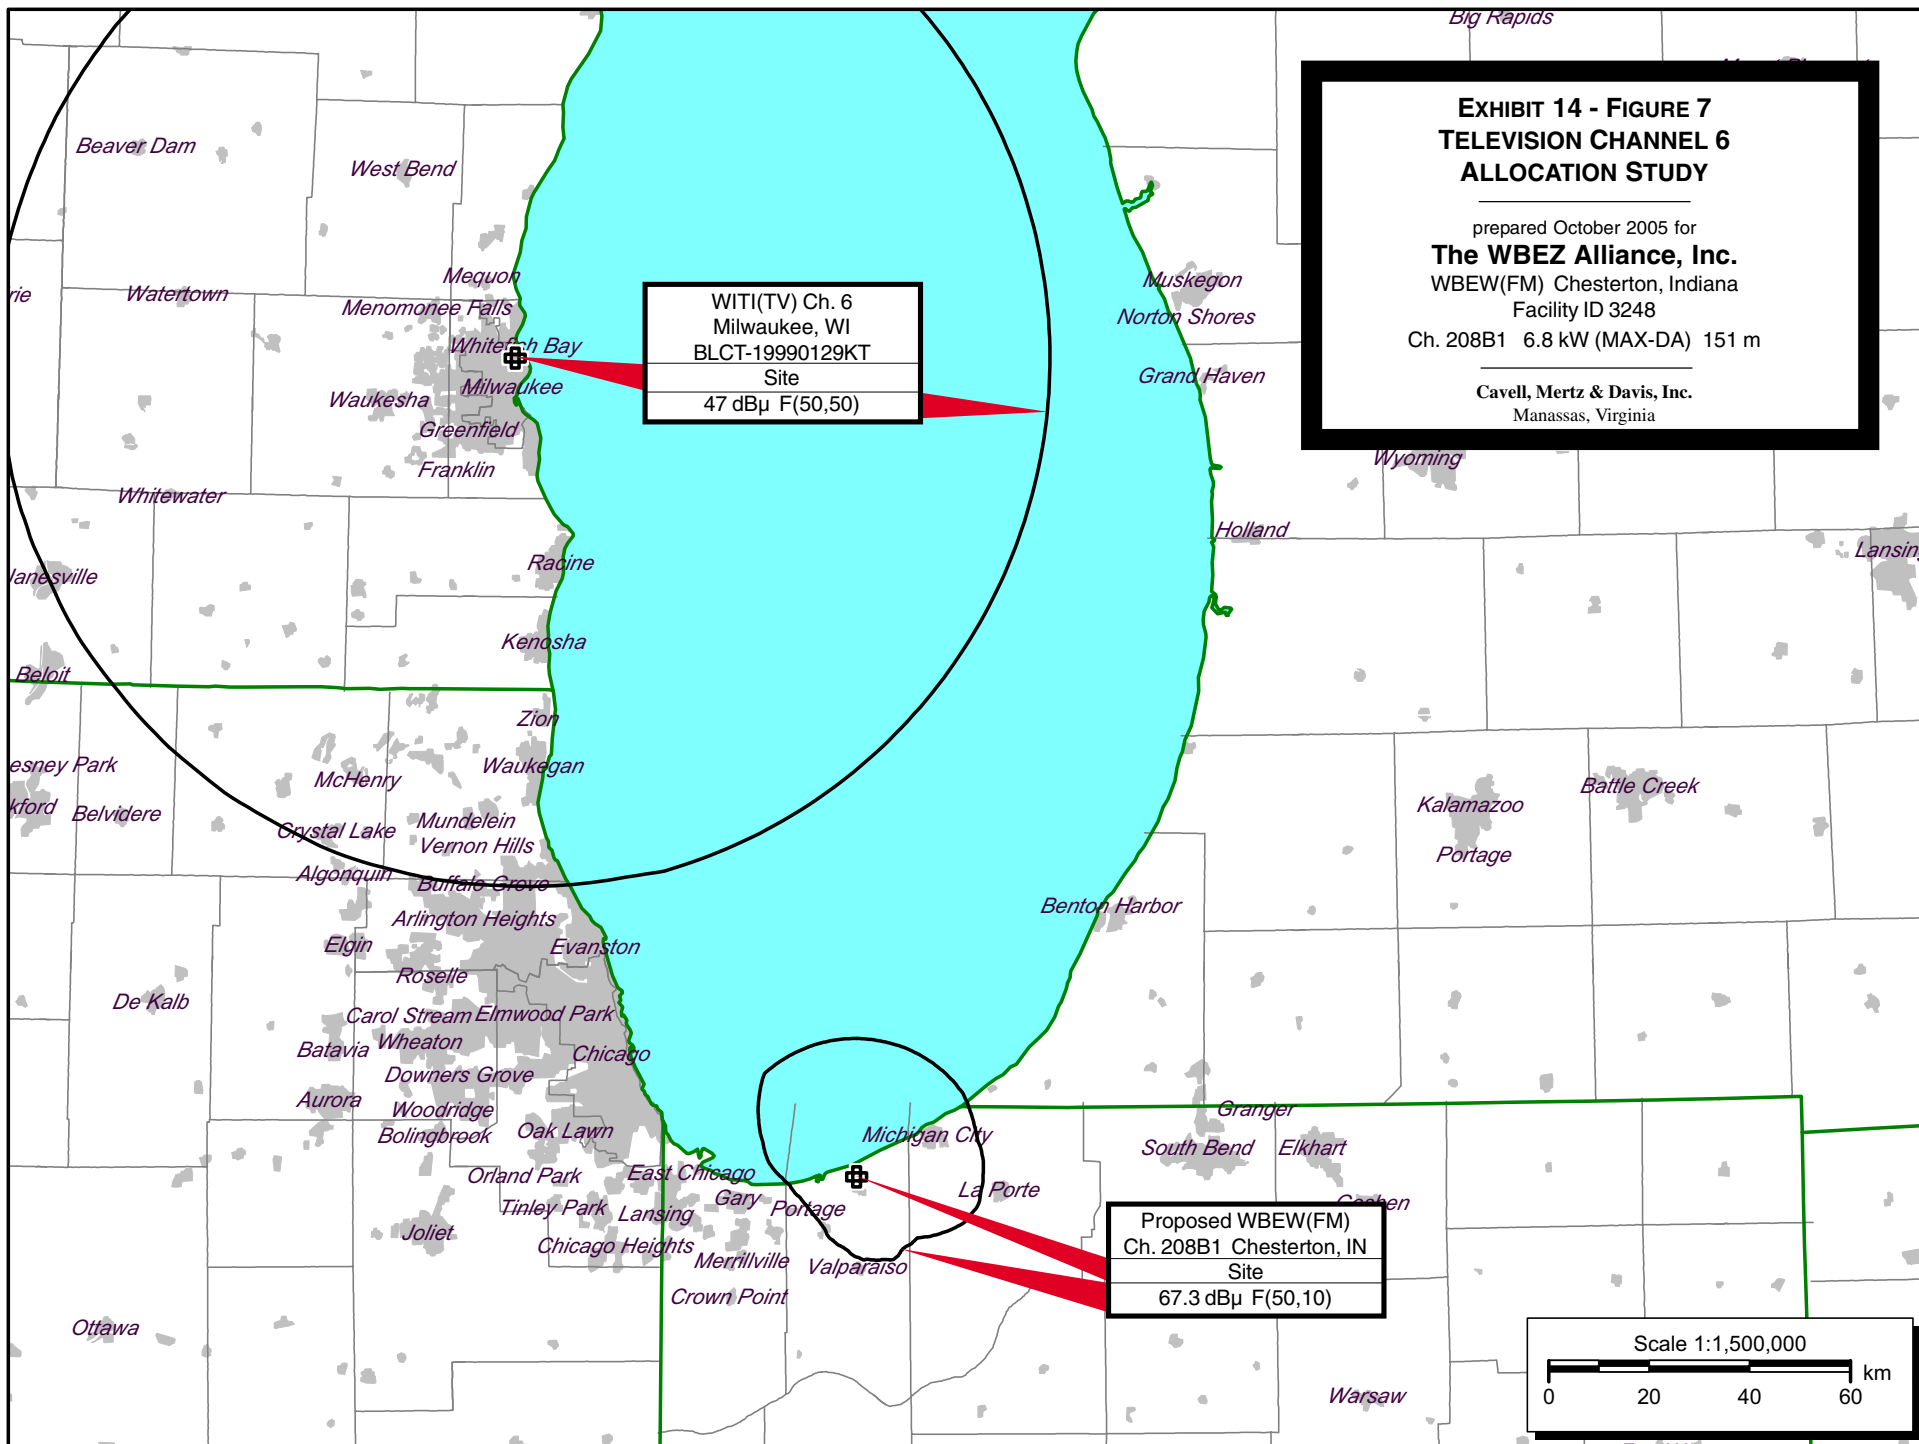 Big Rapids
EXHIBIT 14 - FIGURE 7
TELEVISION CHANNEL 6
ALLOCATION STUDY
prepared October 2005 for
The WBEZ Alliance, Inc.
WBEW(FM) Chesterton, Indiana
Facility ID 3248
Ch. 208B1 6.8 kW (MAX-DA) 151 m
Cavell, Mertz & Davis, Inc.
Manassas, Virginia
Beaver Dam
West Bend
Mequon
rie
Watertown
Menomonee Falls
Whitefish Bay
Milwaukee
Waukesha
Greenfield
Franklin
Whitewater
WITI(TV) Ch. 6
Milwaukee, WI
BLCT-19990129KT
Site
47 dBµ F(50,50)
Muskegon
Norton Shores
Grand Haven
Wyoming
Holland
Lansing
Racine
Janesville
Kenosha
Beloit
Zion
Waukegan
esney Park
McHenry
kford
Belvidere
Crystal Lake
Mundelein
Vernon Hills
Algonquin
Buffalo Grove
Arlington Heights
Elgin
Evanston
Roselle
De Kalb
Carol Stream
Elmwood Park
Batavia
Wheaton
Chicago
Downers Grove
Aurora
Woodridge
Bolingbrook
Oak Lawn
Orland Park
East Chicago
Tinley Park
Lansing
Gary
Portage
Joliet
Chicago Heights
Merrillville
Valparaiso
Crown Point
Ottawa
Kalamazoo
Battle Creek
Portage
Benton Harbor
Michigan City
La Porte
Granger
South Bend
Elkhart
Goshen
Proposed WBEW(FM)
Ch. 208B1 Chesterton, IN
Site
67.3 dBµ F(50,10)
Warsaw
Scale 1:1,500,000
km
0 20 40 60